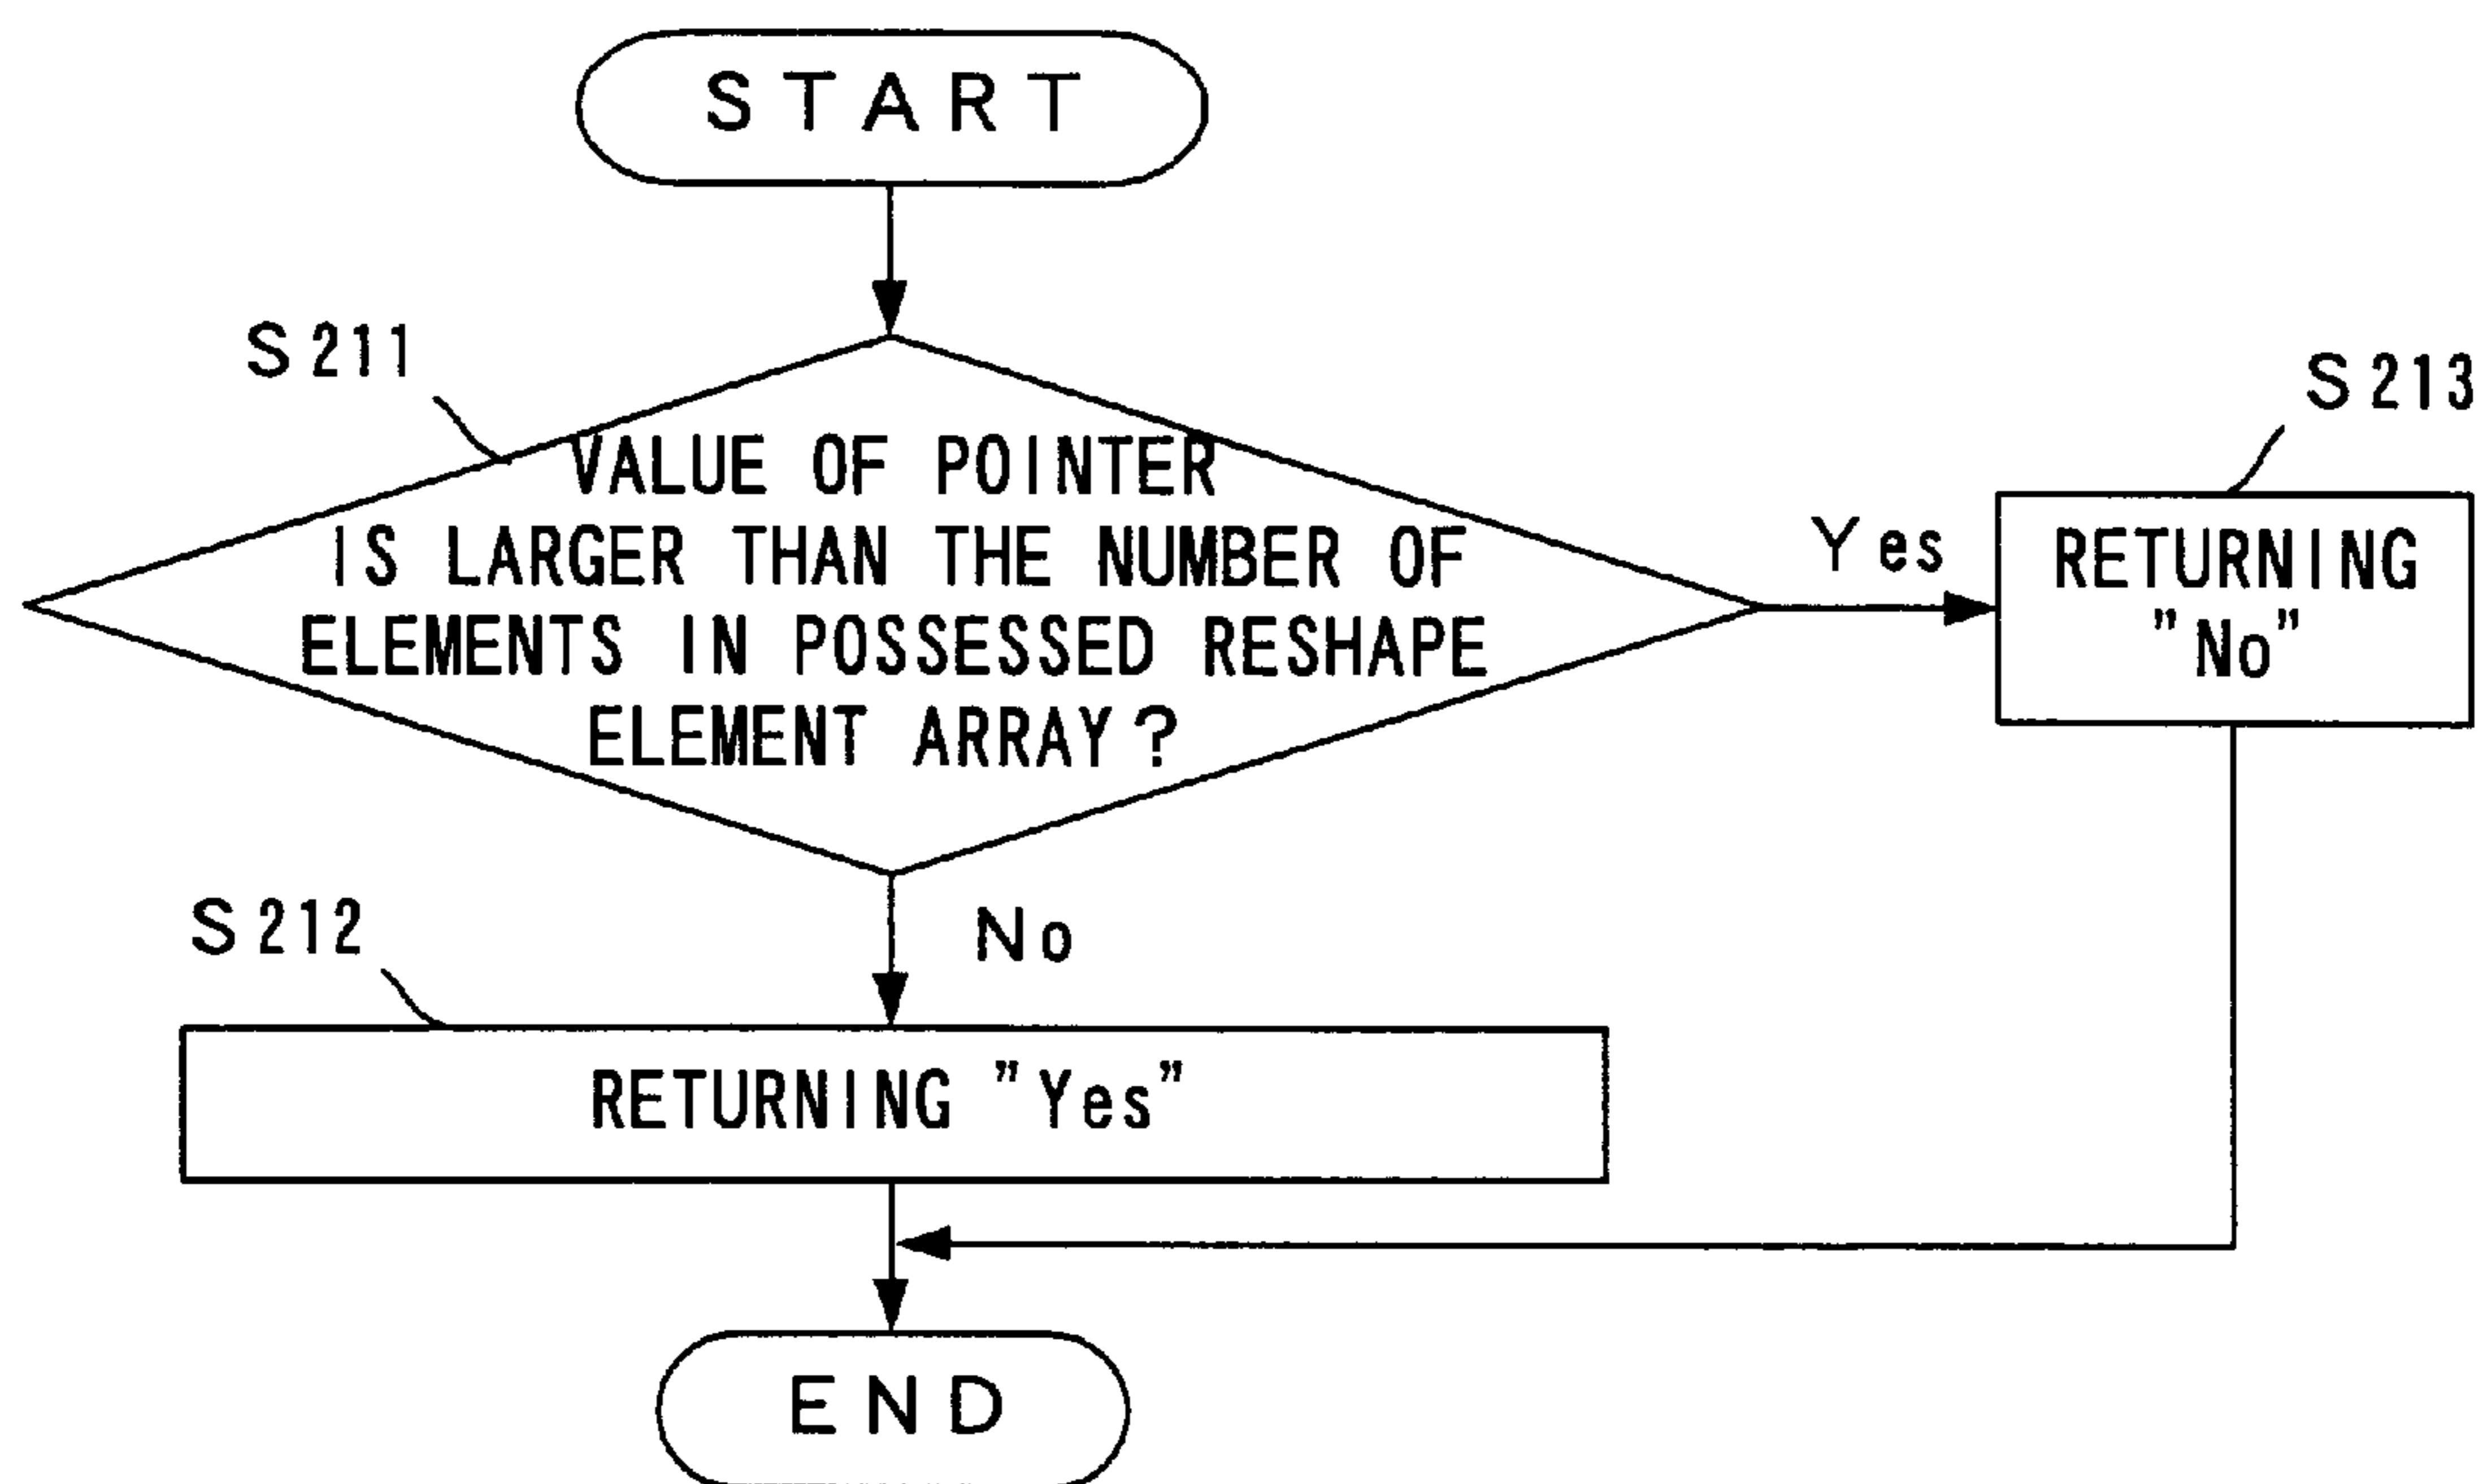 START
S211
VALUE OF POINTER
IS LARGER THAN THE NUMBER OF
ELEMENTS IN POSSESSED RESHAPE
ELEMENT ARRAY?
Yes
S213
RETURNING
"No"
No
S212
RETURNING "Yes"
END